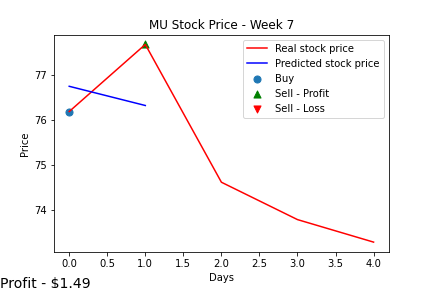 MU Stock Price - Week 7
Real stock price
Predicted stock price
Buy
Sell - Profit
Sell - Loss
Price
77
76
75
74
0.0 0.5 1.0 1.5 2.0 2.5 3.0 3.5 4.0
Days
Profit - $1.49